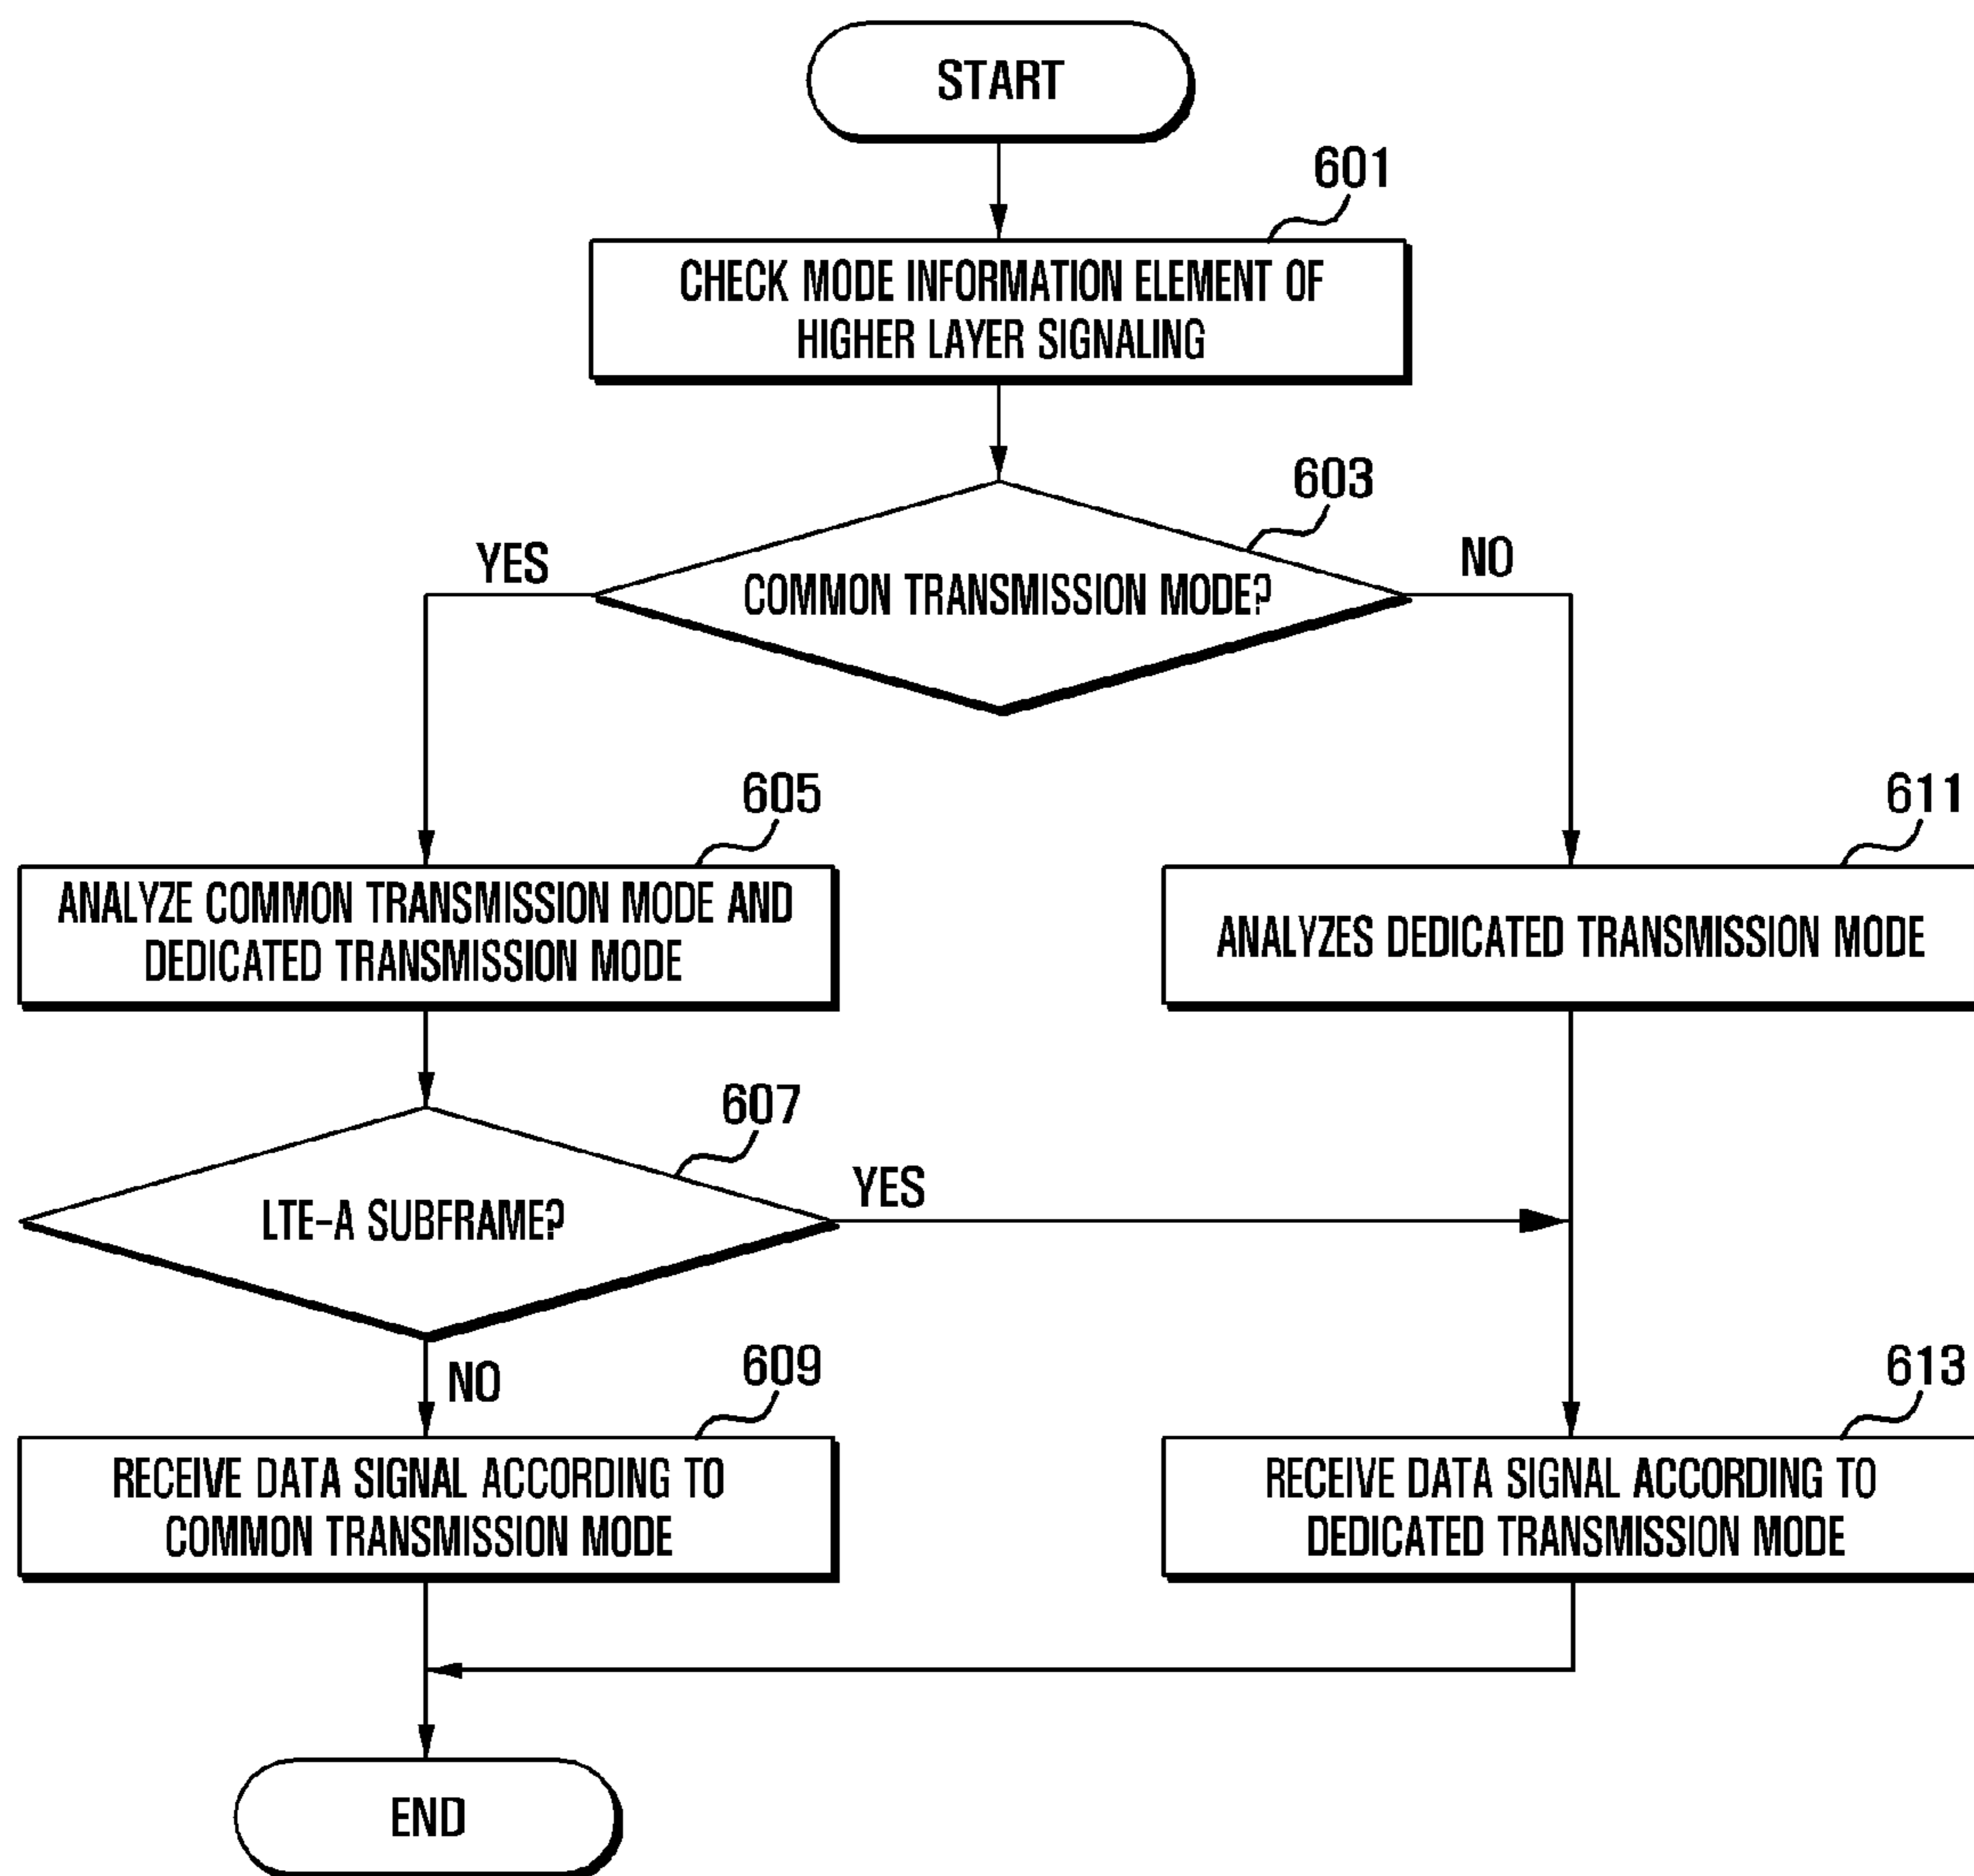 START
601
CHECK MODE INFORMATION ELEMENT OF
HIGHER LAYER SIGNALING
603
YES
NO
COMMON TRANSMISSION MODE?
605
611
ANALYZE COMMON TRANSMISSION MODE AND
DEDICATED TRANSMISSION MODE
ANALYZES DEDICATED TRANSMISSION MODE
607
YES
LTE-A SUBFRAME?
NO
609
613
RECEIVE DATA SIGNAL ACCORDING TO
COMMON TRANSMISSION MODE
RECEIVE DATA SIGNAL ACCORDING TO
DEDICATED TRANSMISSION MODE
END